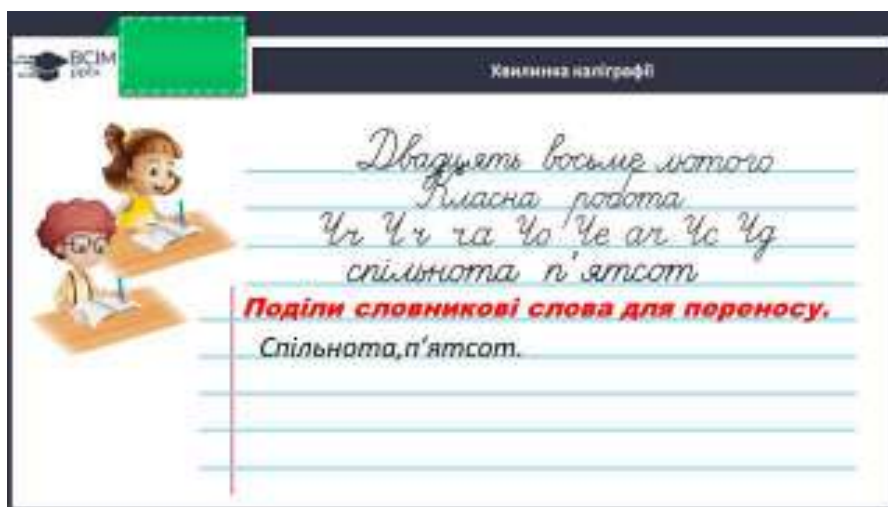 ВСІМ
Хвилинка каліграфії
Двадцять восьме лютого
Класна робота
Чч Чч ча Чо Че ач Чс Чд
спільнота п'ятсот
Поділи словникові слова для переносу.
Спільнота,п'ятсот.